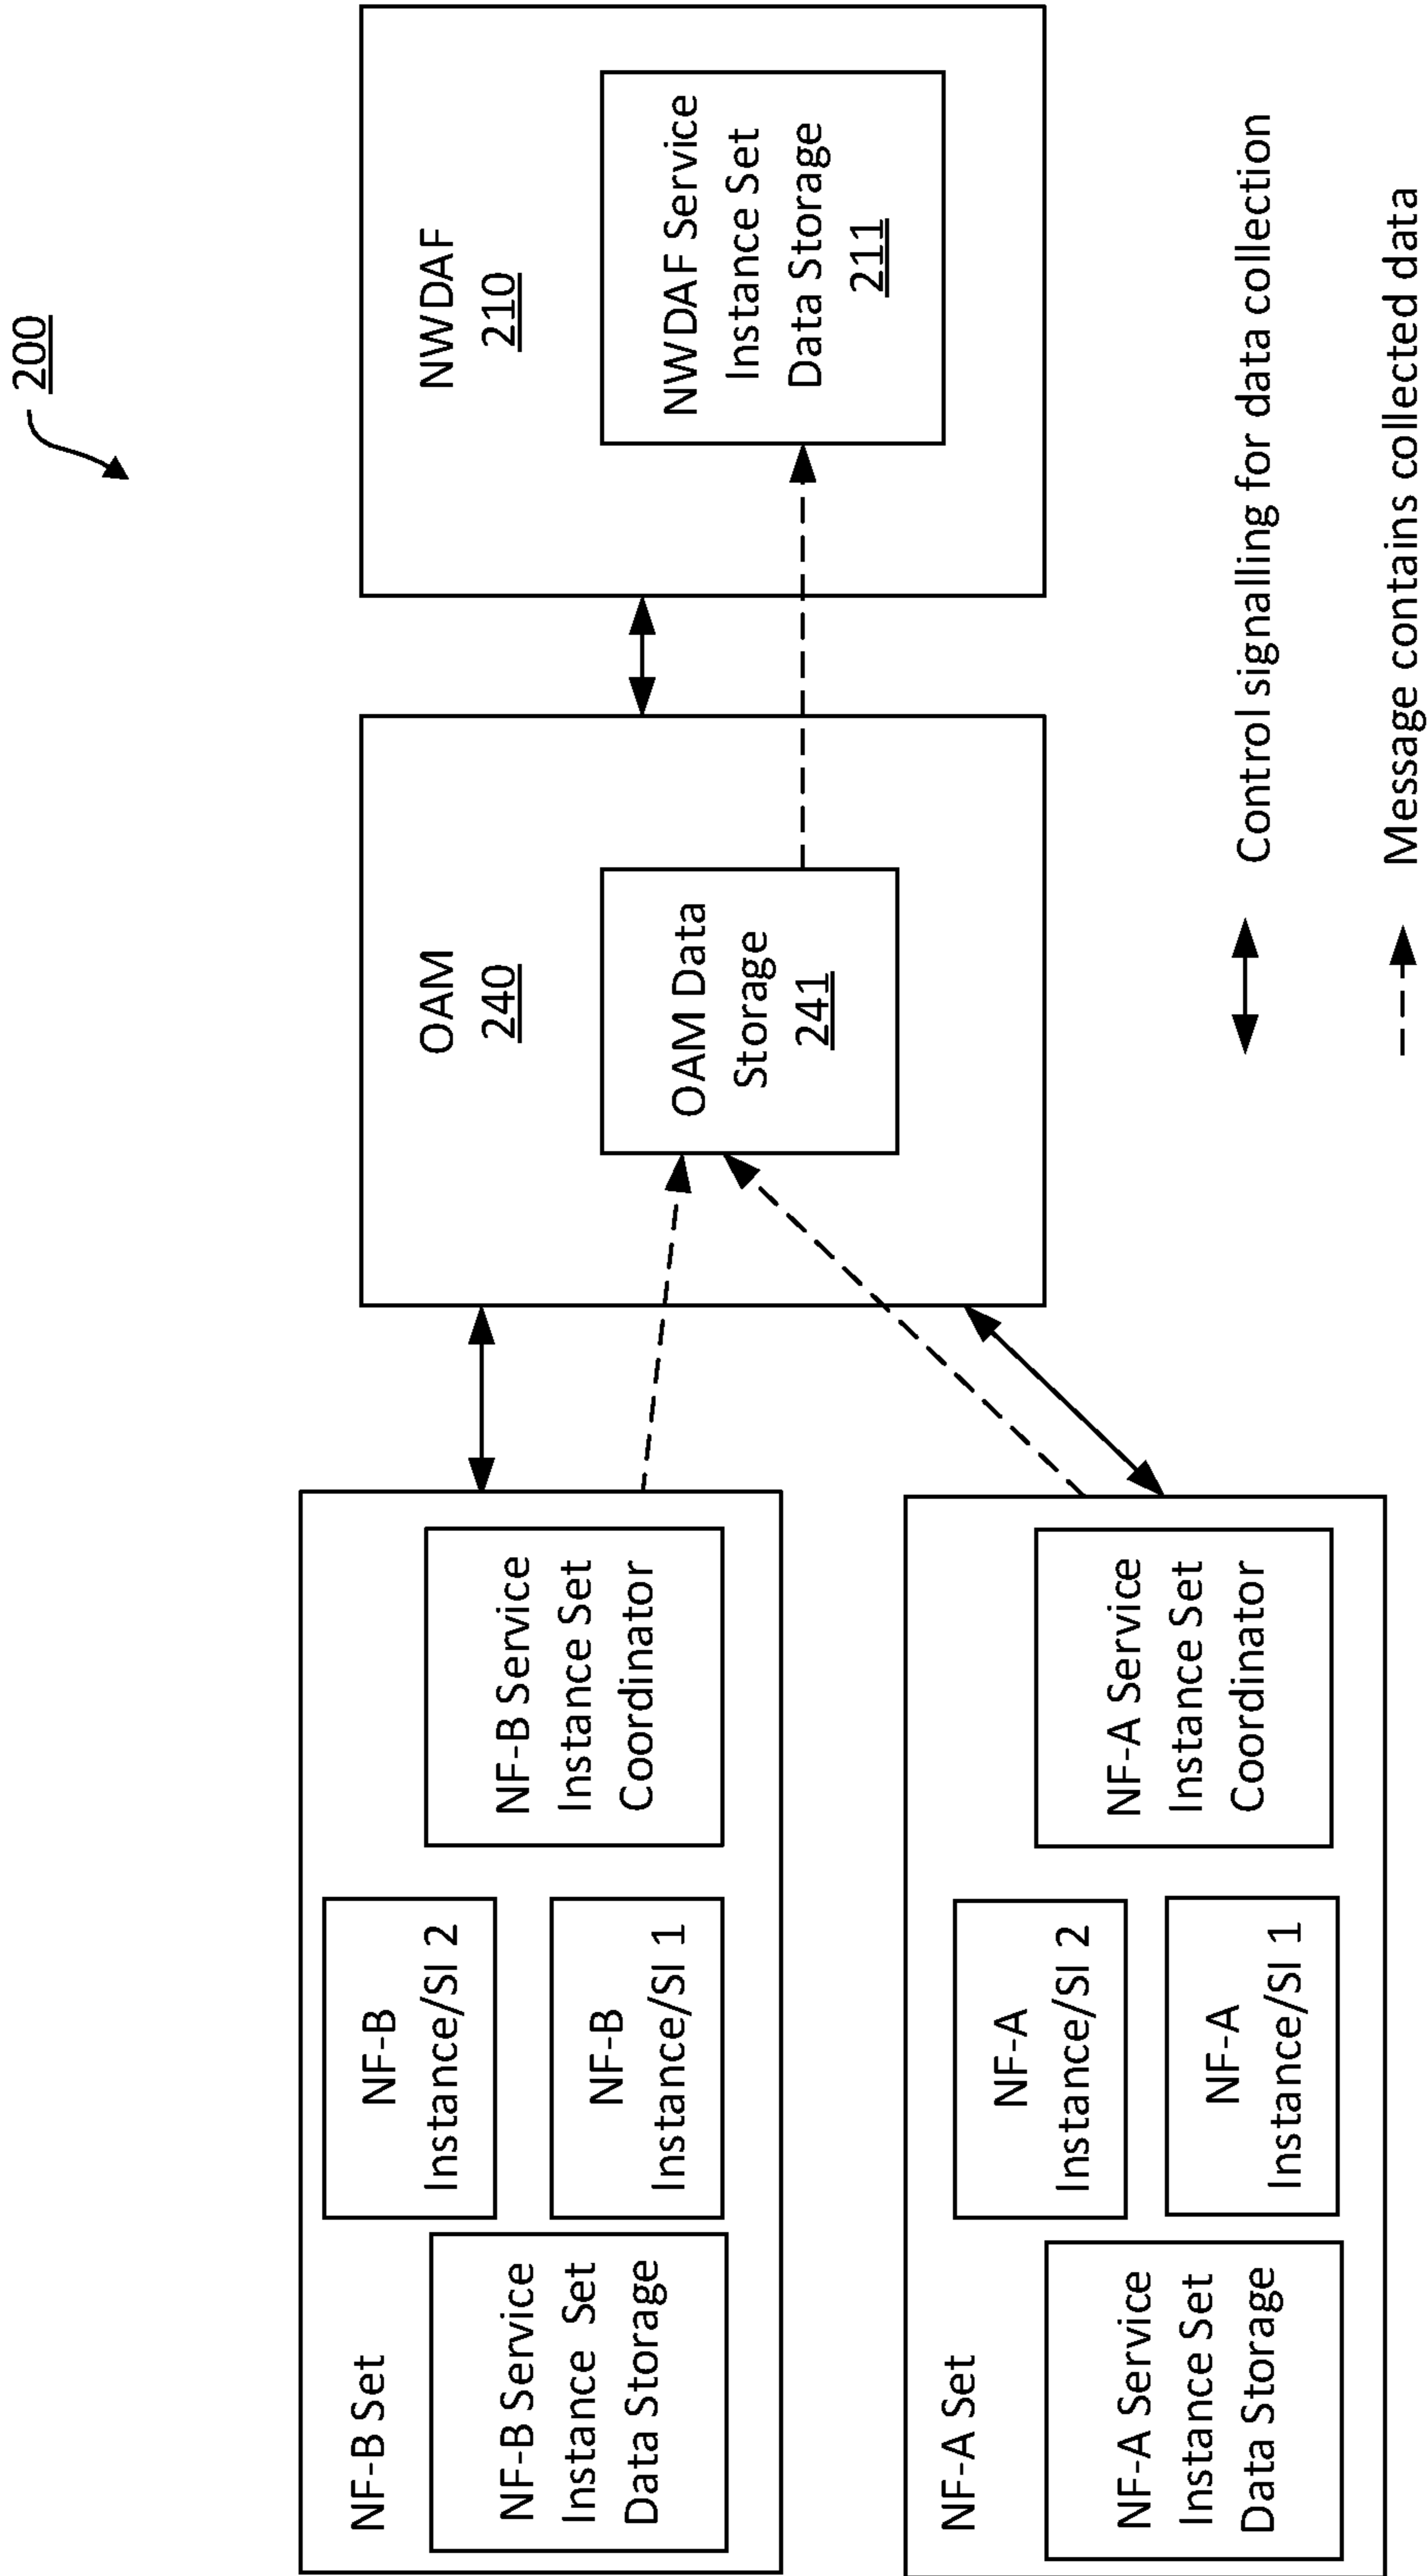 200
NF-B Set
NF-B Service
Instance Set
Data Storage
NF-B
Instance/SI 2
NF-B
Instance/SI 1
NF-B Service
Instance Set
Coordinator
NF-A Set
NF-A Service
Instance Set
Data Storage
NF-A
Instance/SI 2
NF-A
Instance/SI 1
NF-A Service
Instance Set
Coordinator
OAM
240
OAM Data
Storage
241
NWDAF
210
NWDAF Service
Instance Set
Data Storage
211
Control signalling for data collection
Message contains collected data